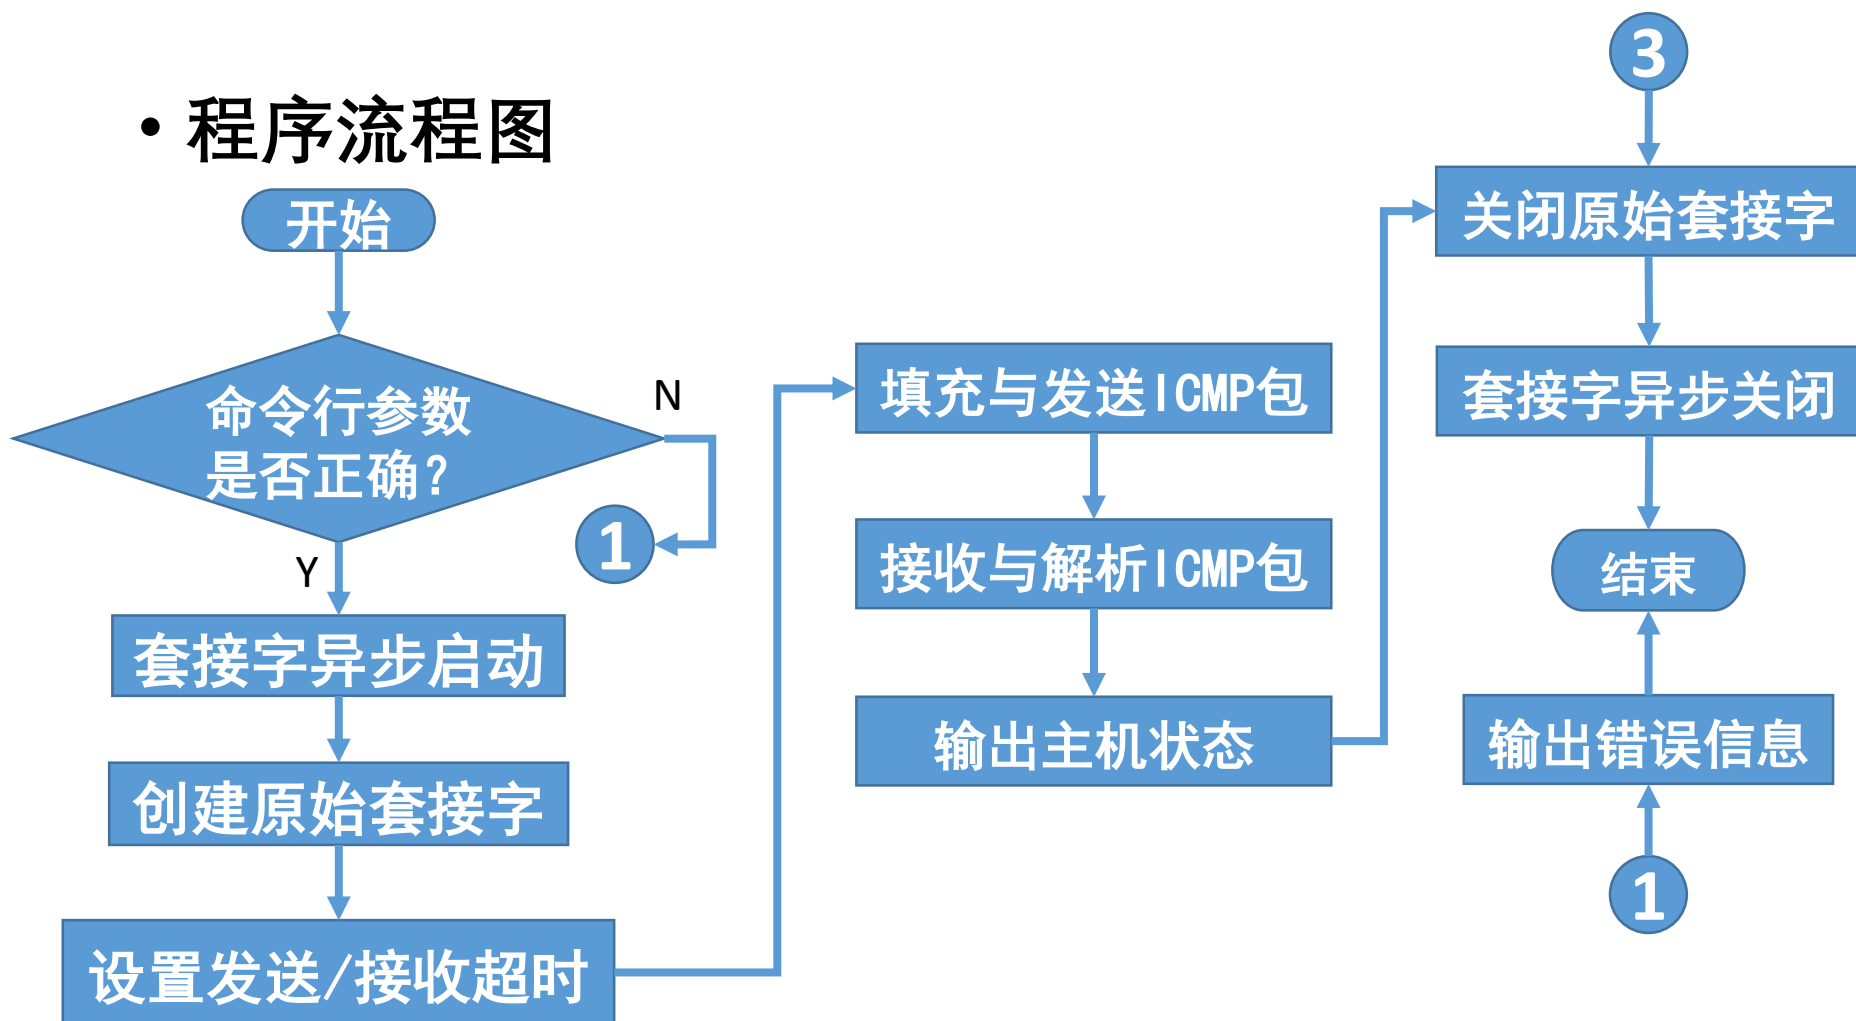 • 程序流程图
开始
命令行参数
是否正确?
N
1
Y
套接字异步启动
创建原始套接字
设置发送/接收超时
填充与发送ICMP包
接收与解析ICMP包
输出主机状态
3
关闭原始套接字
套接字异步关闭
结束
输出错误信息
1